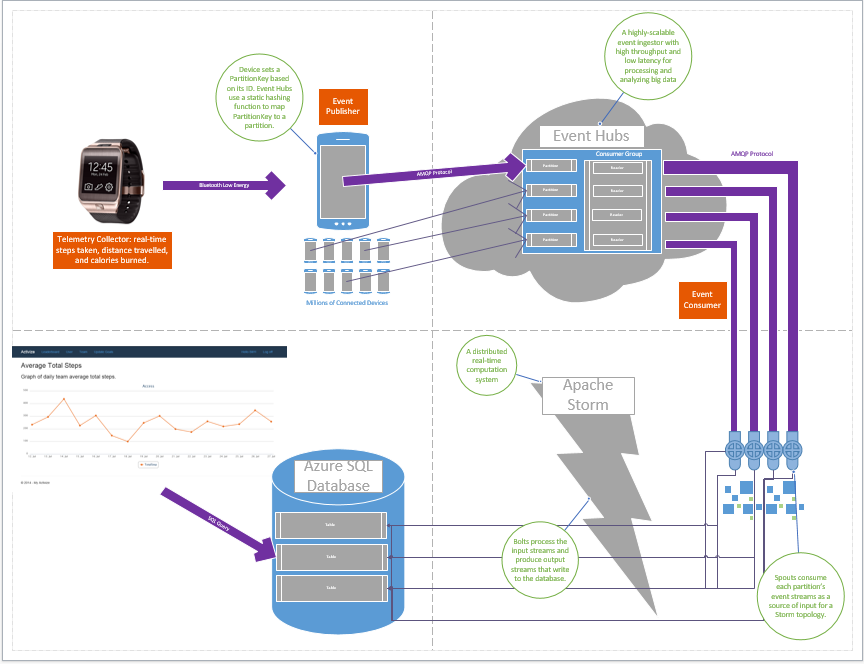 A highly-scalable
event ingestor with
high throughput and
low latency for
processing and
analyzing big data
Device sets a
PartitionKey based
on its ID. Event Hubs
use a static hashing
function to map
PartitionKey to a
partition.
Event
Publisher
Event Hubs
Consumer Group
AMQP Protocol
Partition
Reader
Partition
Reader
Partition
Reader
Partition
Reader
AMQP Protocol
12:45
Bluetooth Low Energy
Telemetry Collector: real-time
steps taken, distance travelled,
and calories burned.
Millions of Connected Devices
Event
Consumer
Average Total Steps
Graph of daily team average total steps.
A distributed
real-time
computation
system
Apache
Storm
Azure SQL
Database
SQL Query
Table
Table
Table
Bolts process the
input streams and
produce output
streams that write
to the database.
Spouts consume
each partition's
event streams as a
source of input for a
Storm topology.